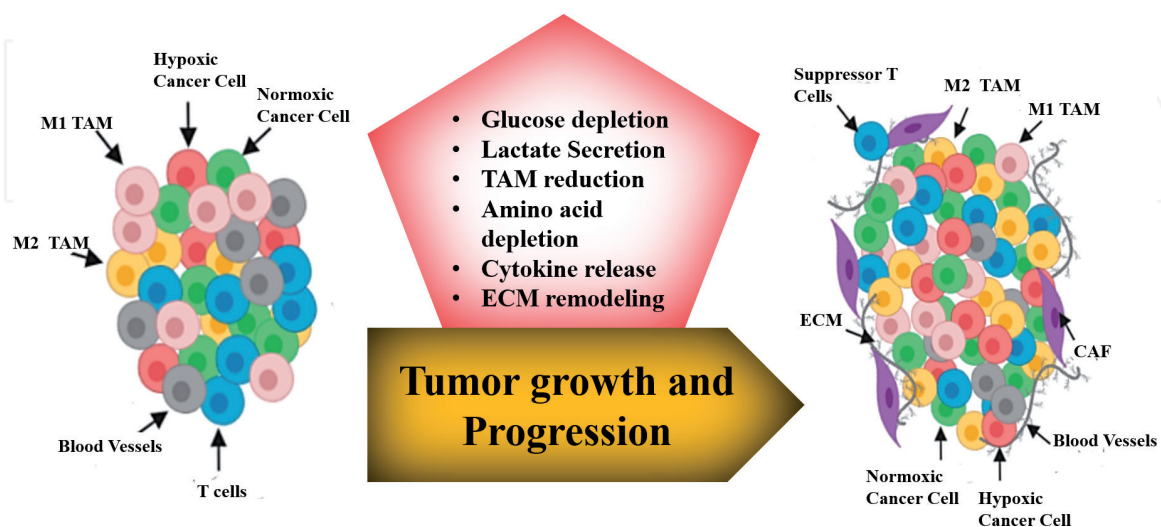 Hypoxic
Cancer Cell
Normoxic
Cancer Cell
M1 TAM
M2  TAM
Blood Vessels
T cells
• Glucose depletion
• Lactate Secretion
• TAM reduction
• Amino acid
depletion
• Cytokine release
• ECM remodeling
Tumor growth and
Progression
Suppressor T
Cells
M2  TAM
M1 TAM
ECM
CAF
Blood Vessels
Normoxic
Cancer Cell
Hypoxic
Cancer Cell